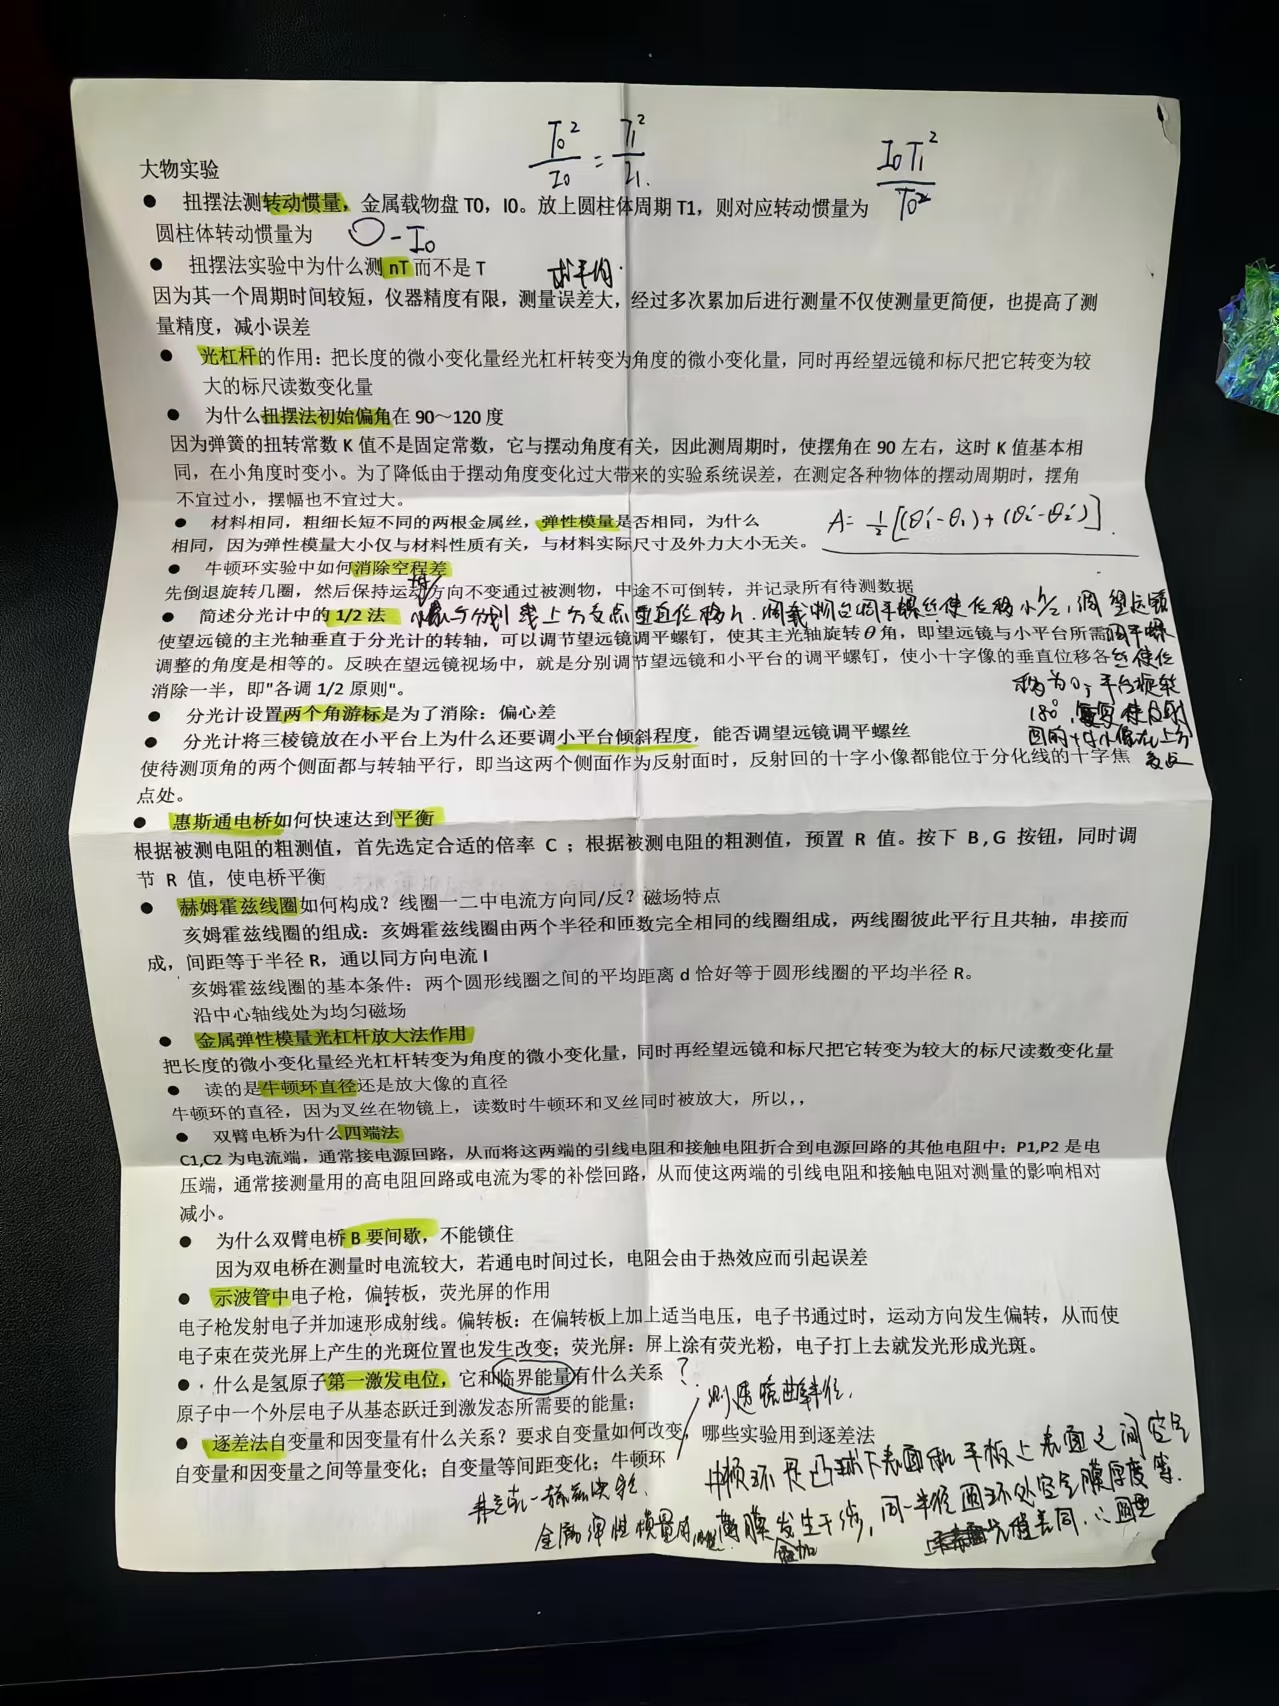 T₀²/I₀ = T₁²/I₁.
I₀T₁²/T₀²
大物实验
● 扭摆法测转动惯量，金属载物盘 T0，I0。放上圆柱体周期 T1，则对应转动惯量为
圆柱体转动惯量为 ○-I₀
● 扭摆法实验中为什么测 nT 而不是 T 求平均.
因为其一个周期时间较短，仪器精度有限，测量误差大，经过多次累加后进行测量不仅使测量更简便，也提高了测
量精度，减小误差
● 光杠杆的作用：把长度的微小变化量经光杠杆转变为角度的微小变化量，同时再经望远镜和标尺把它转变为较
大的标尺读数变化量
● 为什么扭摆法初始偏角在 90～120 度
因为弹簧的扭转常数 K 值不是固定常数，它与摆动角度有关，因此测周期时，使摆角在 90 左右，这时 K 值基本相
同，在小角度时变小。为了降低由于摆动角度变化过大带来的实验系统误差，在测定各种物体的摆动周期时，摆角
不宜过小，摆幅也不宜过大。
● 材料相同，粗细长短不同的两根金属丝，弹性模量是否相同，为什么
A= ½[(θ₁'-θ₁)+(θ₂'-θ₂)].
相同，因为弹性模量大小仅与材料性质有关，与材料实际尺寸及外力大小无关。
● 牛顿环实验中如何消除空程差
先倒退旋转几圈，然后保持运动方向不变通过被测物，中途不可倒转，并记录所有待测数据
● 简述分光计中的 1/2 法 像与分划线上方交点垂直位移h，调载物台调平螺丝使位移h/2，调望远镜
调平螺
丝使位
移为0，平台旋转
180°，使反射
回的十字小像在上方
交点
使望远镜的主光轴垂直于分光计的转轴，可以调节望远镜调平螺钉，使其主光轴旋转 θ 角，即望远镜与小平台所需
调整的角度是相等的。反映在望远镜视场中，就是分别调节望远镜和小平台的调平螺钉，使小十字像的垂直位移各
消除一半，即"各调 1/2 原则"。
● 分光计设置两个角游标是为了消除：偏心差
● 分光计将三棱镜放在小平台上为什么还要调小平台倾斜程度，能否调望远镜调平螺丝
使待测顶角的两个侧面都与转轴平行，即当这两个侧面作为反射面时，反射回的十字小像都能位于分化线的十字焦
点处。
● 惠斯通电桥如何快速达到平衡
根据被测电阻的粗测值，首先选定合适的倍率 C ；根据被测电阻的粗测值，预置 R 值。按下 B,G 按钮，同时调
节 R 值，使电桥平衡
● 赫姆霍兹线圈如何构成？线圈一二中电流方向同/反？磁场特点
亥姆霍兹线圈的组成：亥姆霍兹线圈由两个半径和匝数完全相同的线圈组成，两线圈彼此平行且共轴，串接而
成，间距等于半径 R，通以同方向电流 I
亥姆霍兹线圈的基本条件：两个圆形线圈之间的平均距离 d 恰好等于圆形线圈的平均半径 R。
沿中心轴线处为均匀磁场
● 金属弹性模量光杠杆放大法作用
把长度的微小变化量经光杠杆转变为角度的微小变化量，同时再经望远镜和标尺把它转变为较大的标尺读数变化量
● 读的是牛顿环直径还是放大像的直径
牛顿环的直径，因为叉丝在物镜上，读数时牛顿环和叉丝同时被放大，所以，，
● 双臂电桥为什么四端法
C1,C2 为电流端，通常接电源回路，从而将这两端的引线电阻和接触电阻折合到电源回路的其他电阻中：P1,P2 是电
压端，通常接测量用的高电阻回路或电流为零的补偿回路，从而使这两端的引线电阻和接触电阻对测量的影响相对
减小。
● 为什么双臂电桥 B 要间歇，不能锁住
因为双电桥在测量时电流较大，若通电时间过长，电阻会由于热效应而引起误差
● 示波管中电子枪，偏转板，荧光屏的作用
电子枪发射电子并加速形成射线。偏转板：在偏转板上加上适当电压，电子书通过时，运动方向发生偏转，从而使
电子束在荧光屏上产生的光斑位置也发生改变；荧光屏：屏上涂有荧光粉，电子打上去就发光形成光斑。
● 什么是氢原子第一激发电位，它和临界能量有什么关系 ?
原子中一个外层电子从基态跃迁到激发态所需要的能量；
测透镜曲率半径.
● 逐差法自变量和因变量有什么关系？要求自变量如何改变，哪些实验用到逐差法
自变量和因变量之间等量变化；自变量等间距变化；牛顿环
牛顿环是凸球下表面和平板上表面之间空气
薄膜发生干涉，同一半径圆环处空气膜厚度等.
叠加
光程差同. ∴圆型
弗兰克-赫兹实验.
金属弹性模量